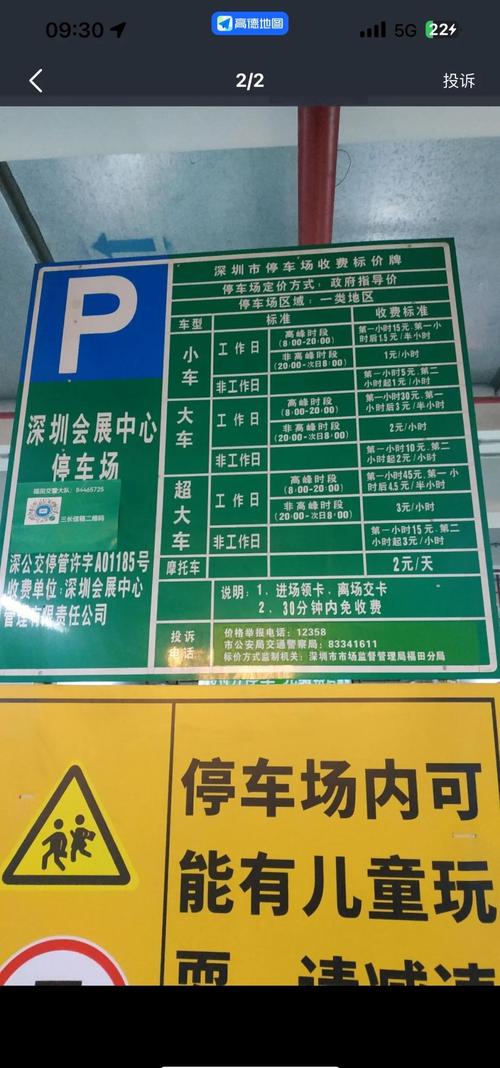 09:30
高德地图
5G
22
2/2
投诉
P
深圳会展中心
停车场
福田交警大队: 84465725
三长信箱二维码
深公交停管许字A01185号
收费单位:深圳会展中心
管理有限责任公司
深圳市停车场收费标价牌
停车场定价方式:政府指导价
停车场区域:一类地区
车型 标准 收费标准
小车 工作日 高峰时段(8:00-20:00) 第一小时15元.第一小时后1.5元/半小时
非高峰时段(20:00-次日8:00) 1元/小时
非工作日 第一小时5元.第二小时起1元/小时
大车 工作日 高峰时段(8:00-20:00) 第一小时30元.第一小时后3元/半小时
非高峰时段(20:00-次日8:00) 2元/小时
非工作日 第一小时10元.第二小时起2元/小时
超大车 工作日 高峰时段(8:00-20:00) 第一小时45元.第一小时后4.5元/半小时
非高峰时段(20:00-次日8:00) 3元/小时
非工作日 第一小时15元.第二小时起3元/小时
摩托车 2元/天
说明: 1、进场领卡、离场交卡
2、30分钟内免收费
投诉电话
价格举报电话: 12358
市公安局交通警察局: 83341611
标价方式监制机关:深圳市市场监督管理局福田分局
停车场内可
能有儿童玩
耍 请减速